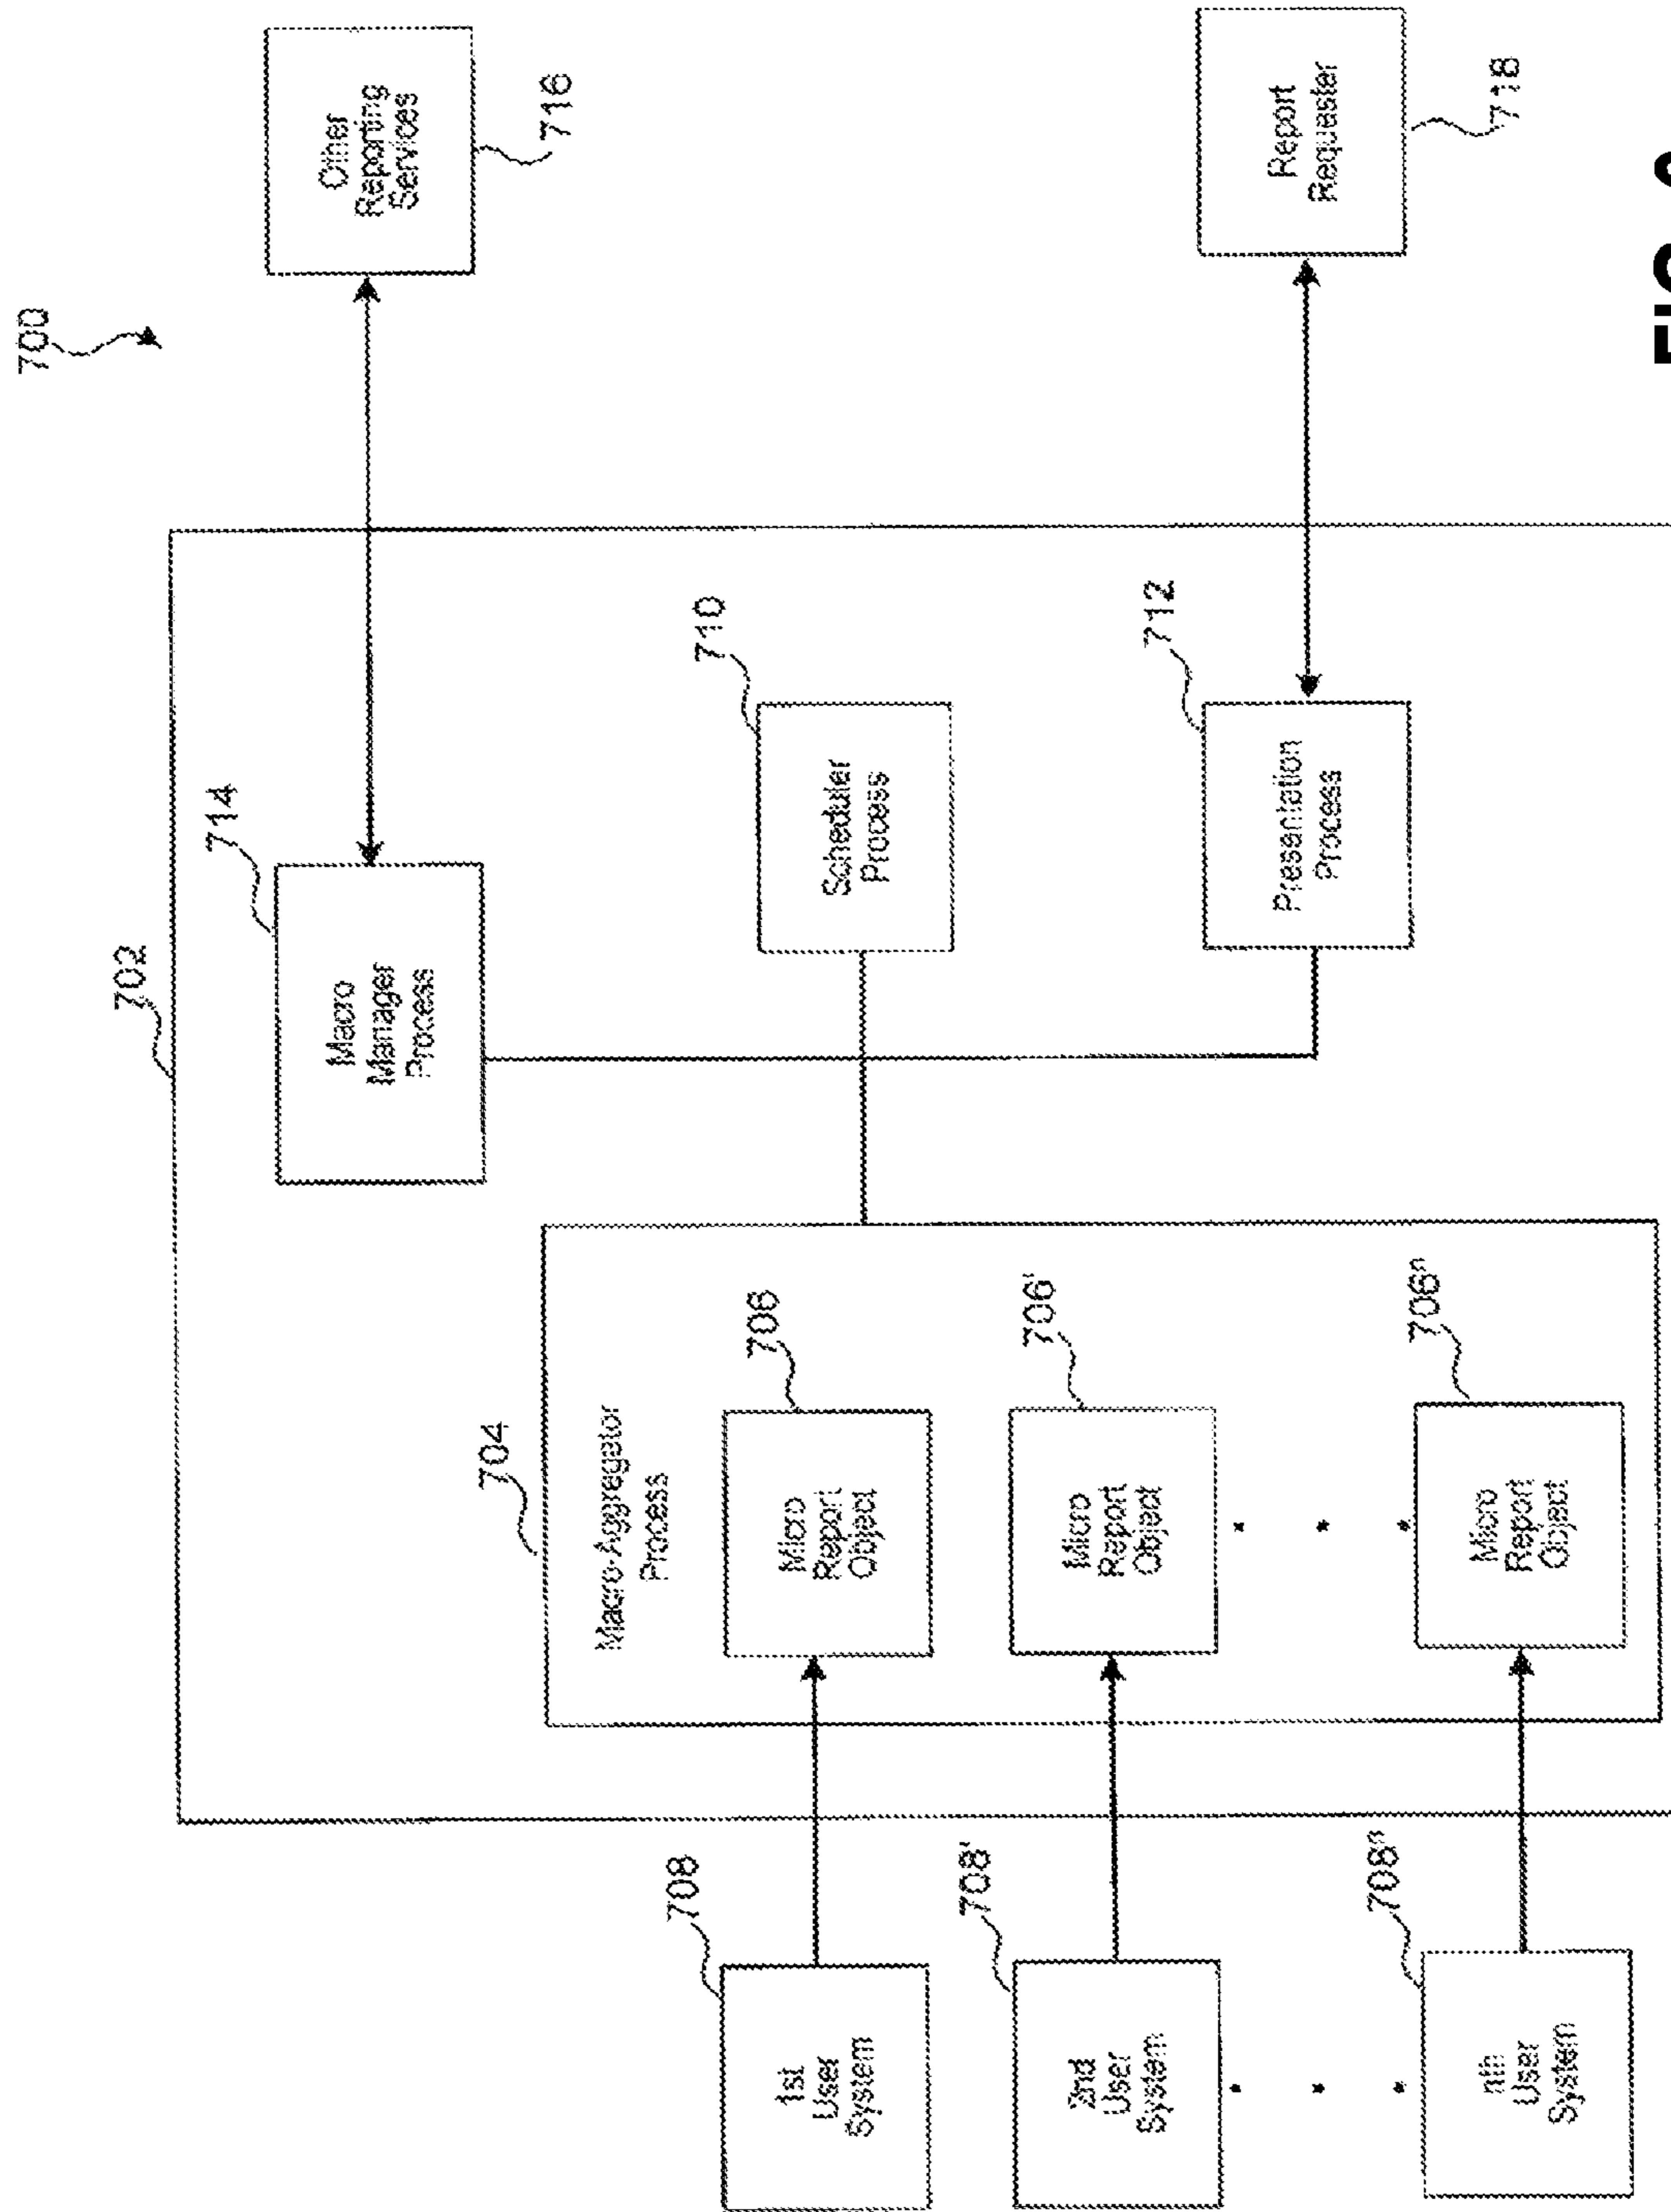 700
702
Other
Reporting
Services
716
714
Macro
Manager
Process
704
Macro-Aggregator
Process
710
Scheduler
Process
708
1st
User
System
706
Micro
Report
Object
708'
2nd
User
System
706'
Micro
Report
Object
712
Presentation
Process
Report
Requester
718
708ⁿ
nth
User
System
706ⁿ
Micro
Report
Object